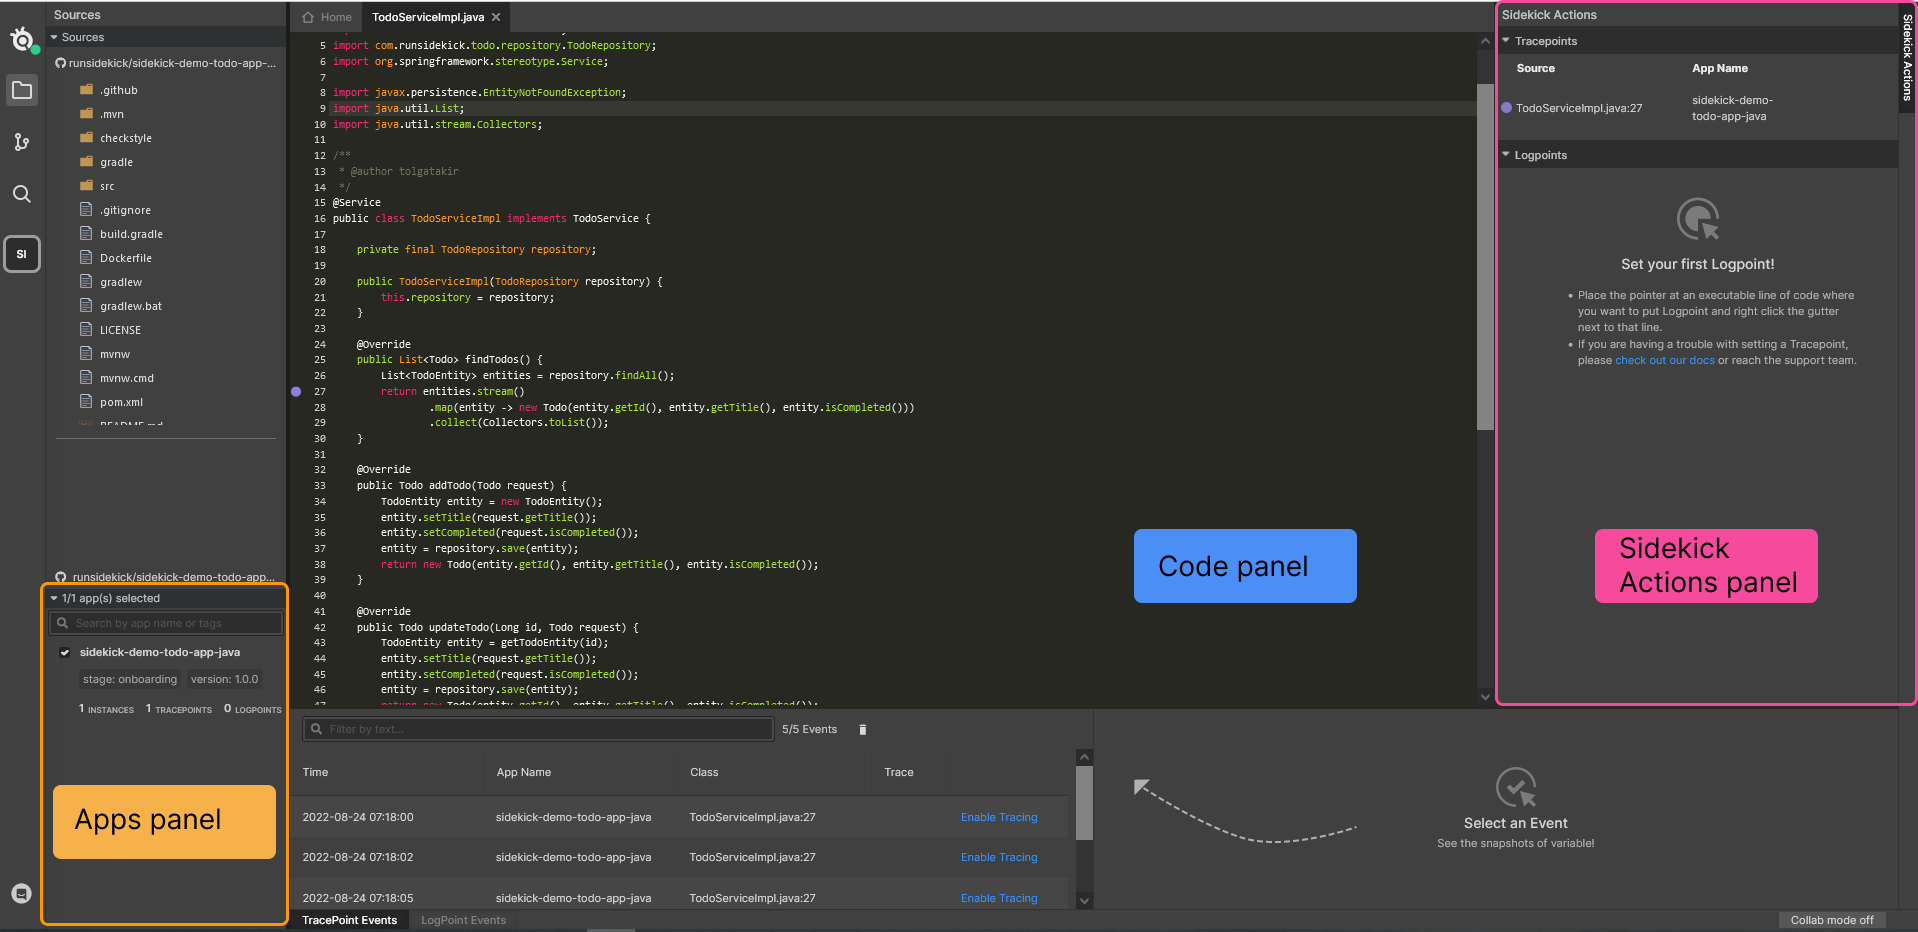 Sources
Sources
runsidekick/sidekick-demo-todo-app-...
.github
.mvn
checkstyle
gradle
src
.gitignore
build.gradle
Dockerfile
gradlew
gradlew.bat
LICENSE
mvnw
mvnw.cmd
pom.xml
README.md
SI
runsidekick/sidekick-demo-todo-app...
1/1 app(s) selected
Search by app name or tags
sidekick-demo-todo-app-java
stage: onboarding version: 1.0.0
1 INSTANCES 1 TRACEPOINTS 0 LOGPOINTS
Apps panel
Home TodoServiceImpl.java
5 import com.runsidekick.todo.repository.TodoRepository;
6 import org.springframework.stereotype.Service;
7
8 import javax.persistence.EntityNotFoundException;
9 import java.util.List;
10 import java.util.stream.Collectors;
11
12 /**
13 * @author tolgatakir
14 */
15 @Service
16 public class TodoServiceImpl implements TodoService {
17
18 private final TodoRepository repository;
19
20 public TodoServiceImpl(TodoRepository repository) {
21 this.repository = repository;
22 }
23
24 @Override
25 public List<Todo> findTodos() {
26 List<TodoEntity> entities = repository.findAll();
27 return entities.stream()
28 .map(entity -> new Todo(entity.getId(), entity.getTitle(), entity.isCompleted()))
29 .collect(Collectors.toList());
30 }
31
32 @Override
33 public Todo addTodo(Todo request) {
34 TodoEntity entity = new TodoEntity();
35 entity.setTitle(request.getTitle());
36 entity.setCompleted(request.isCompleted());
37 entity = repository.save(entity);
38 return new Todo(entity.getId(), entity.getTitle(), entity.isCompleted());
39 }
40
41 @Override
42 public Todo updateTodo(Long id, Todo request) {
43 TodoEntity entity = getTodoEntity(id);
44 entity.setTitle(request.getTitle());
45 entity.setCompleted(request.isCompleted());
46 entity = repository.save(entity);
47 return new Todo(entity.getId(), entity.getTitle(), entity.isCompleted());
Code panel
Sidekick Actions
Tracepoints
Source App Name
TodoServiceImpl.java:27 sidekick-demo-
todo-app-java
Logpoints
Set your first Logpoint!
• Place the pointer at an executable line of code where
you want to put Logpoint and right click the gutter
next to that line.
• If you are having a trouble with setting a Tracepoint,
please check out our docs or reach the support team.
Sidekick
Actions panel
Sidekick Actions
Filter by text... 5/5 Events
Time App Name Class Trace
2022-08-24 07:18:00 sidekick-demo-todo-app-java TodoServiceImpl.java:27 Enable Tracing
2022-08-24 07:18:02 sidekick-demo-todo-app-java TodoServiceImpl.java:27 Enable Tracing
2022-08-24 07:18:05 sidekick-demo-todo-app-java TodoServiceImpl.java:27 Enable Tracing
Select an Event
See the snapshots of variable!
TracePoint Events LogPoint Events
Collab mode off